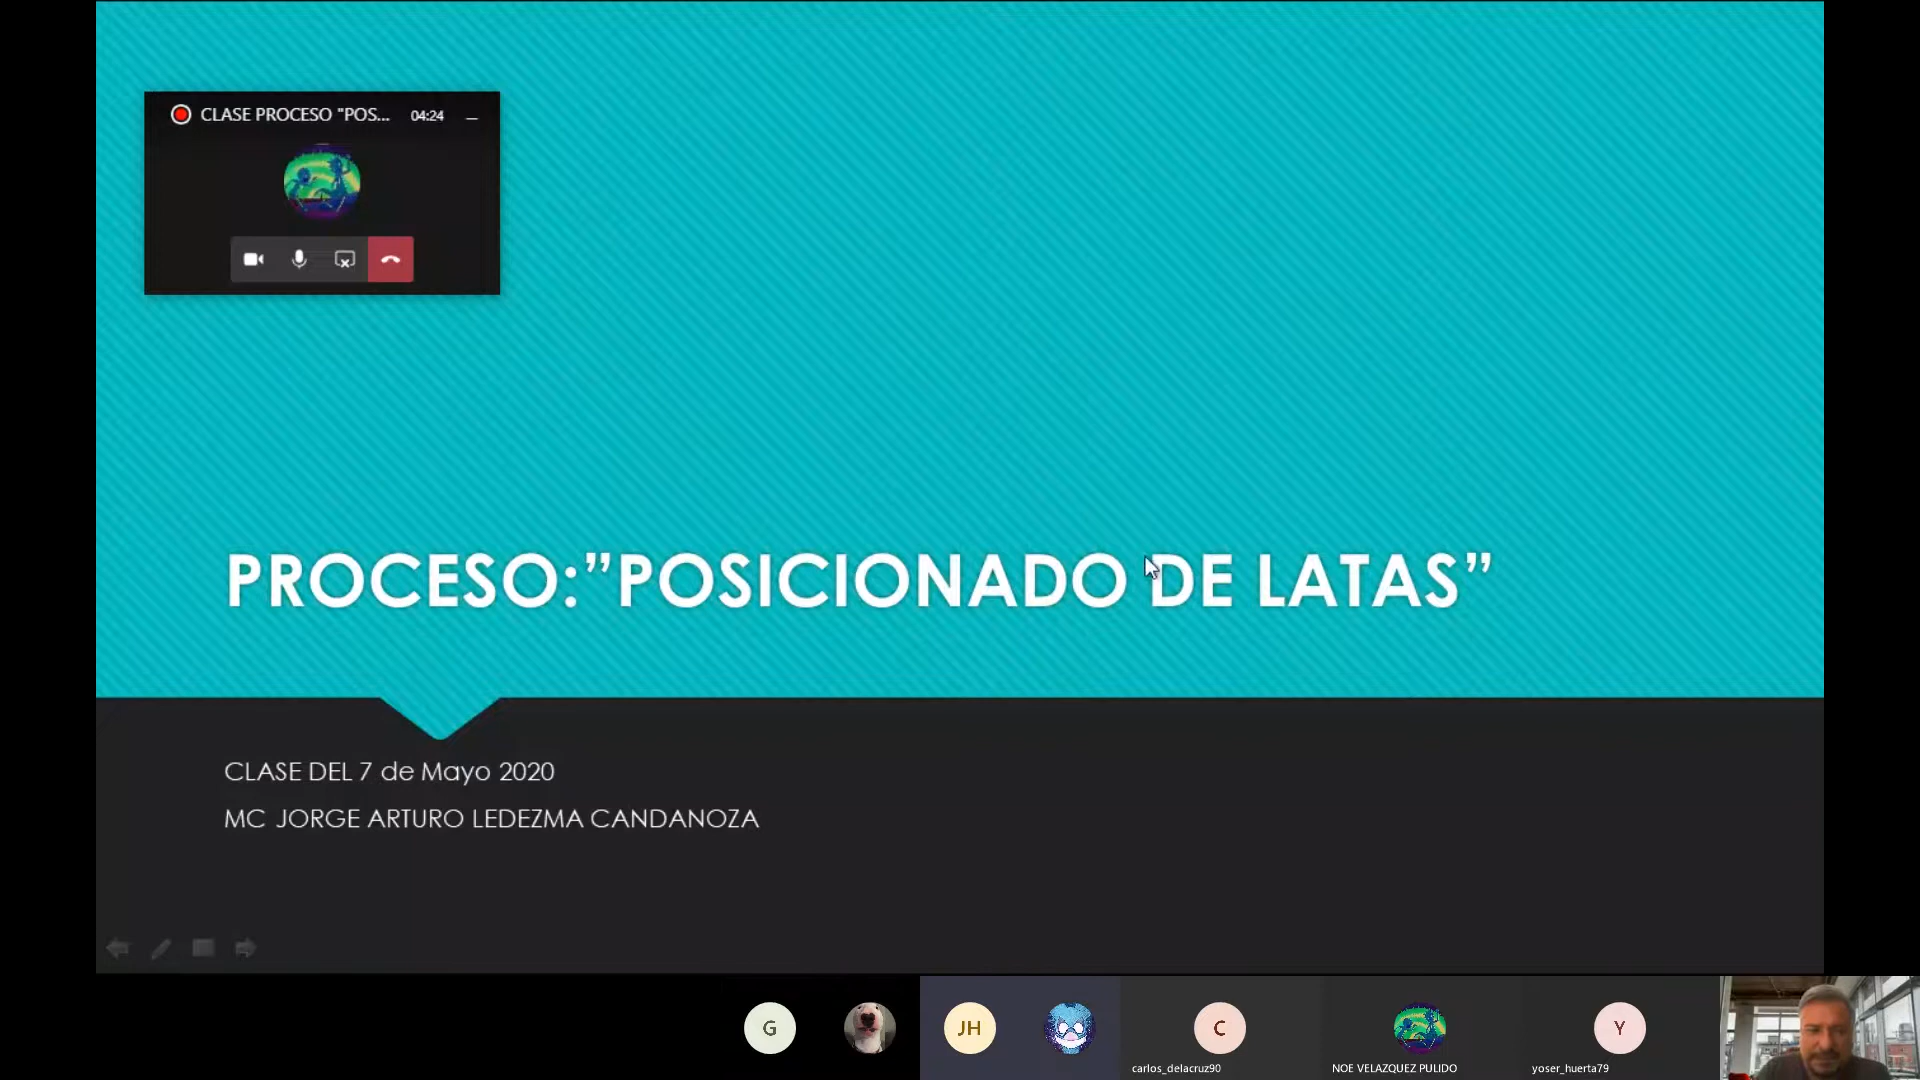 CLASE PROCESO "POS... 04:24
PROCESO:”POSICIONADO DE LATAS”
CLASE DEL 7 de Mayo 2020
MC JORGE ARTURO LEDEZMA CANDANOZA
G
JH
C
Y
carlos_delacruz90
NOE VELAZQUEZ PULIDO
yoser_huerta79